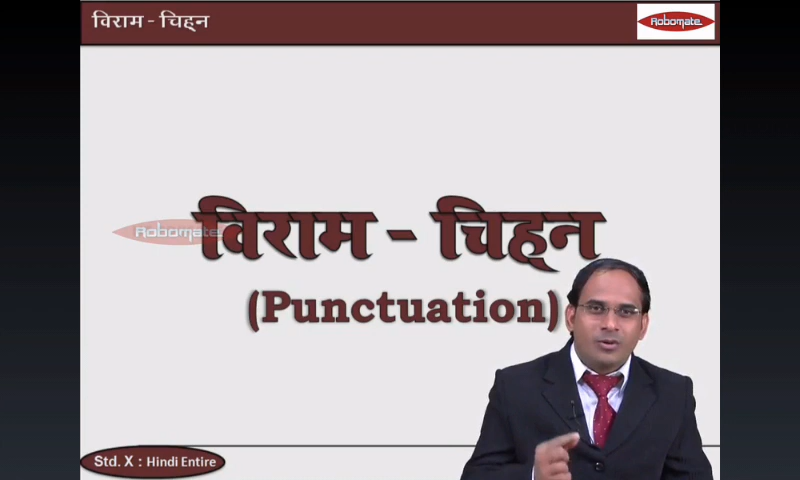 विराम - चिह्न
Robomate
Robomate
विराम - चिह्न
(Punctuation)
Std. X : Hindi Entire